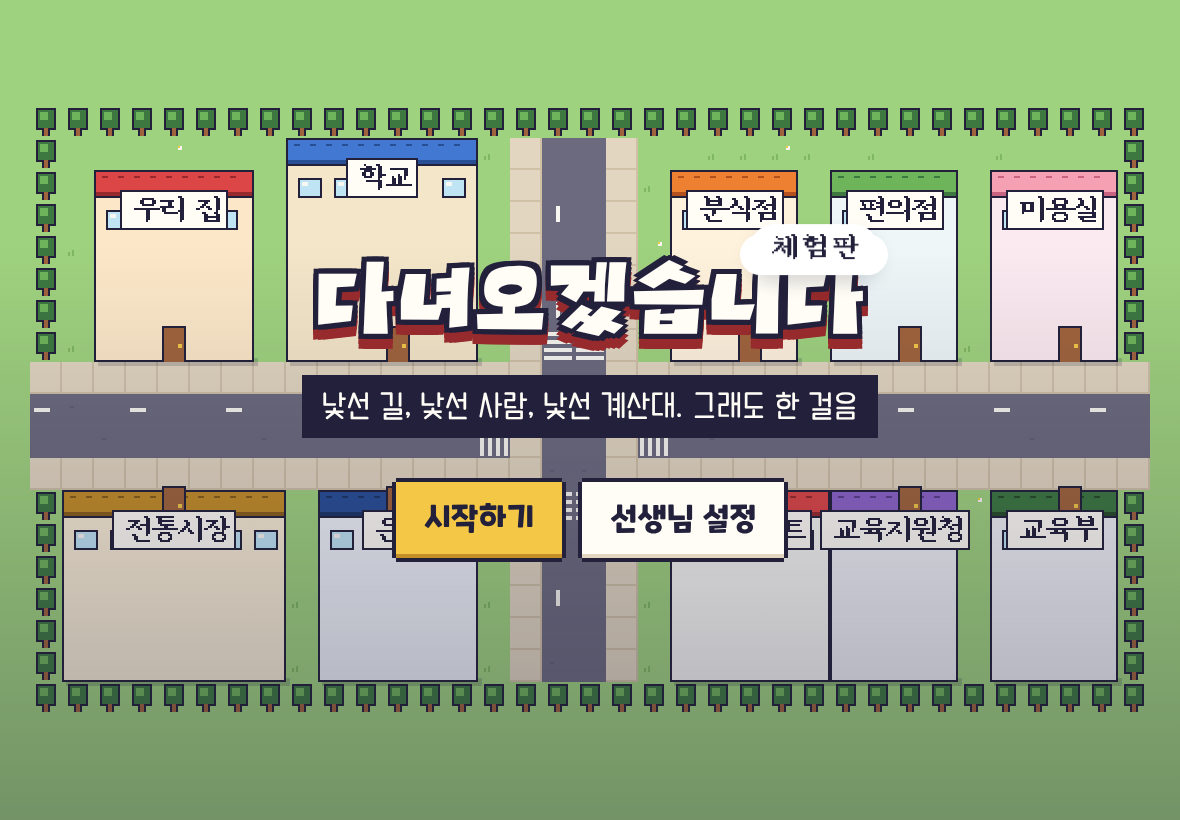 학교
우리 집
분식점
편의점
미용실
체험판
다녀오겠습니다
낯선 길, 낯선 사람, 낯선 계산대. 그래도 한 걸음
시작하기
선생님 설정
전통시장
교육지원청
교육부